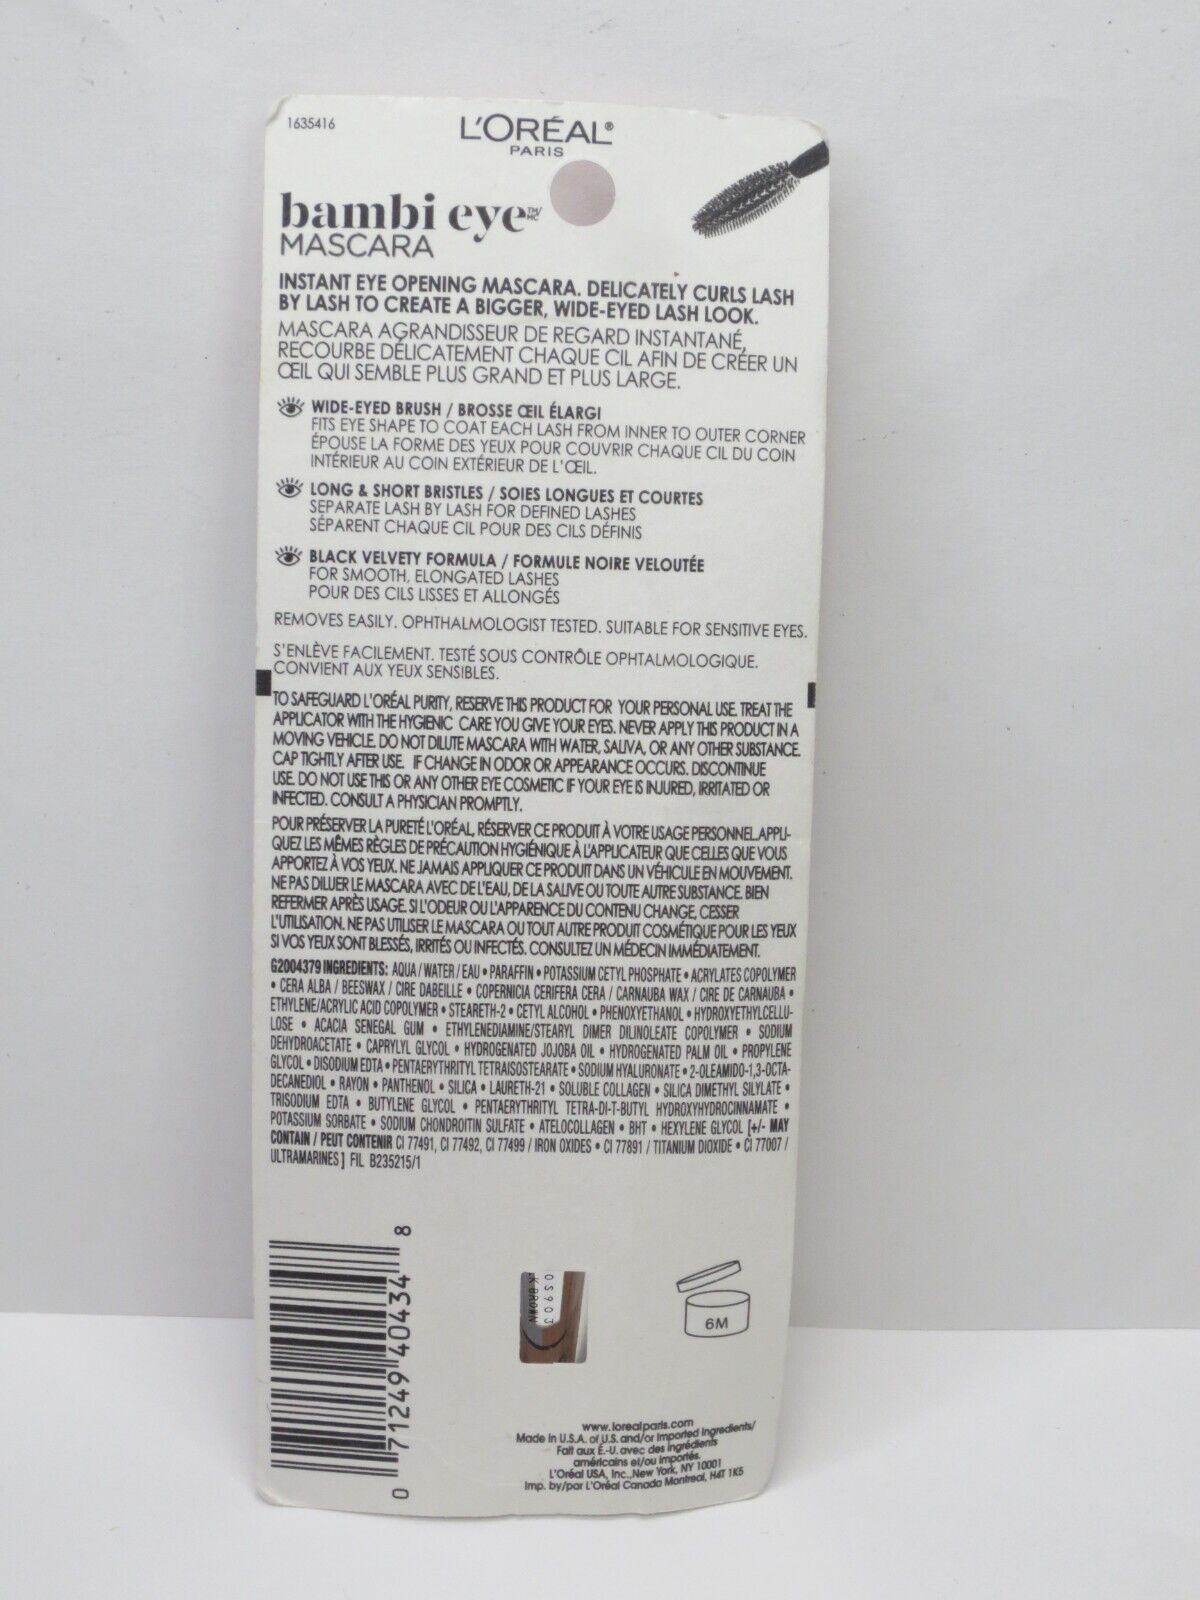 1635416
L'ORÉAL®
PARIS
bambi eye TM/MC
MASCARA
INSTANT EYE OPENING MASCARA. DELICATELY CURLS LASH
BY LASH TO CREATE A BIGGER, WIDE-EYED LASH LOOK.
MASCARA AGRANDISSEUR DE REGARD INSTANTANÉ,
RECOURBE DÉLICATEMENT CHAQUE CIL AFIN DE CRÉER UN
ŒIL QUI SEMBLE PLUS GRAND ET PLUS LARGE.
WIDE-EYED BRUSH / BROSSE ŒIL ÉLARGI
FITS EYE SHAPE TO COAT EACH LASH FROM INNER TO OUTER CORNER
ÉPOUSE LA FORME DES YEUX POUR COUVRIR CHAQUE CIL DU COIN
INTÉRIEUR AU COIN EXTÉRIEUR DE L'ŒIL.
LONG & SHORT BRISTLES / SOIES LONGUES ET COURTES
SEPARATE LASH BY LASH FOR DEFINED LASHES
SÉPARENT CHAQUE CIL POUR DES CILS DÉFINIS
BLACK VELVETY FORMULA / FORMULE NOIRE VELOUTÉE
FOR SMOOTH, ELONGATED LASHES
POUR DES CILS LISSES ET ALLONGÉS
REMOVES EASILY. OPHTHALMOLOGIST TESTED. SUITABLE FOR SENSITIVE EYES.
S'ENLÈVE FACILEMENT. TESTÉ SOUS CONTRÔLE OPHTALMOLOGIQUE.
CONVIENT AUX YEUX SENSIBLES.
TO SAFEGUARD L'ORÉAL PURITY, RESERVE THIS PRODUCT FOR YOUR PERSONAL USE. TREAT THE
APPLICATOR WITH THE HYGIENIC CARE YOU GIVE YOUR EYES. NEVER APPLY THIS PRODUCT IN A
MOVING VEHICLE. DO NOT DILUTE MASCARA WITH WATER, SALIVA, OR ANY OTHER SUBSTANCE.
CAP TIGHTLY AFTER USE. IF CHANGE IN ODOR OR APPEARANCE OCCURS. DISCONTINUE
USE. DO NOT USE THIS OR ANY OTHER EYE COSMETIC IF YOUR EYE IS INJURED, IRRITATED OR
INFECTED. CONSULT A PHYSICIAN PROMPTLY.
POUR PRÉSERVER LA PURETÉ L'ORÉAL, RÉSERVER CE PRODUIT À VOTRE USAGE PERSONNEL.APPLI-
QUEZ LES MÊMES RÈGLES DE PRÉCAUTION HYGIÉNIQUE À L'APPLICATEUR QUE CELLES QUE VOUS
APPORTEZ À VOS YEUX. NE JAMAIS APPLIQUER CE PRODUIT DANS UN VÉHICULE EN MOUVEMENT.
NE PAS DILUER LE MASCARA AVEC DE L'EAU, DE LA SALIVE OU TOUTE AUTRE SUBSTANCE. BIEN
REFERMER APRÈS USAGE. SI L'ODEUR OU L'APPARENCE DU CONTENU CHANGE, CESSER
L'UTILISATION. NE PAS UTILISER LE MASCARA OU TOUT AUTRE PRODUIT COSMÉTIQUE POUR LES YEUX
SI VOS YEUX SONT BLESSÉS, IRRITÉS OU INFECTÉS. CONSULTEZ UN MÉDECIN IMMÉDIATEMENT.
G2004379 INGREDIENTS: AQUA / WATER / EAU • PARAFFIN • POTASSIUM CETYL PHOSPHATE • ACRYLATES COPOLYMER
• CERA ALBA / BEESWAX / CIRE DABEILLE • COPERNICIA CERIFERA CERA / CARNAUBA WAX / CIRE DE CARNAUBA •
ETHYLENE/ACRYLIC ACID COPOLYMER • STEARETH-2 • CETYL ALCOHOL • PHENOXYETHANOL • HYDROXYETHYLCELLU-
LOSE • ACACIA SENEGAL GUM • ETHYLENEDIAMINE/STEARYL DIMER DILINOLEATE COPOLYMER • SODIUM
DEHYDROACETATE • CAPRYLYL GLYCOL • HYDROGENATED JOJOBA OIL • HYDROGENATED PALM OIL • PROPYLENE
GLYCOL • DISODIUM EDTA • PENTAERYTHRITYL TETRAISOSTEARATE • SODIUM HYALURONATE • 2-OLEAMIDO-1,3-OCTA-
DECANEDIOL • RAYON • PANTHENOL • SILICA • LAURETH-21 • SOLUBLE COLLAGEN • SILICA DIMETHYL SILYLATE •
TRISODIUM EDTA • BUTYLENE GLYCOL • PENTAERYTHRITYL TETRA-DI-T-BUTYL HYDROXYHYDROCINNAMATE •
POTASSIUM SORBATE • SODIUM CHONDROITIN SULFATE • ATELOCOLLAGEN • BHT • HEXYLENE GLYCOL [+/- MAY
CONTAIN / PEUT CONTENIR CI 77491, CI 77492, CI 77499 / IRON OXIDES • CI 77891 / TITANIUM DIOXIDE • CI 77007 /
ULTRAMARINES] FIL B235215/1
0 71249 40434 8
BROWN
6M
www.lorealparis.com
Made in U.S.A. of U.S. and/or Imported Ingredients/
Fait aux É.-U. avec des ingrédients
américains et/ou importés.
L'Oréal USA, Inc.,New York, NY 10001
Imp. by/par L'Oréal Canada Montreal, H4T 1K5